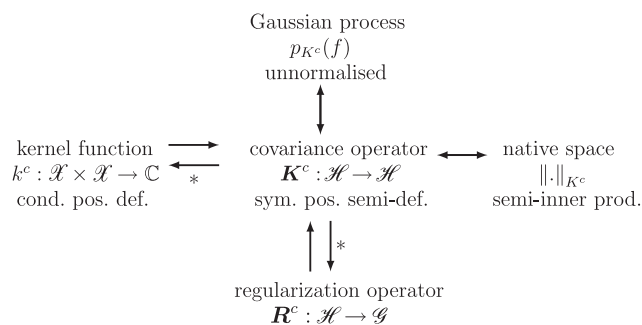 Gaussian process
p_{K^c}(f)
unnormalised
kernel function
k^c : 𝒳 × 𝒳 → ℂ
cond. pos. def.
*
covariance operator
K^c : ℋ → ℋ
sym. pos. semi-def.
native space
‖.‖_{K^c}
semi-inner prod.
*
regularization operator
R^c : ℋ → 𝒢